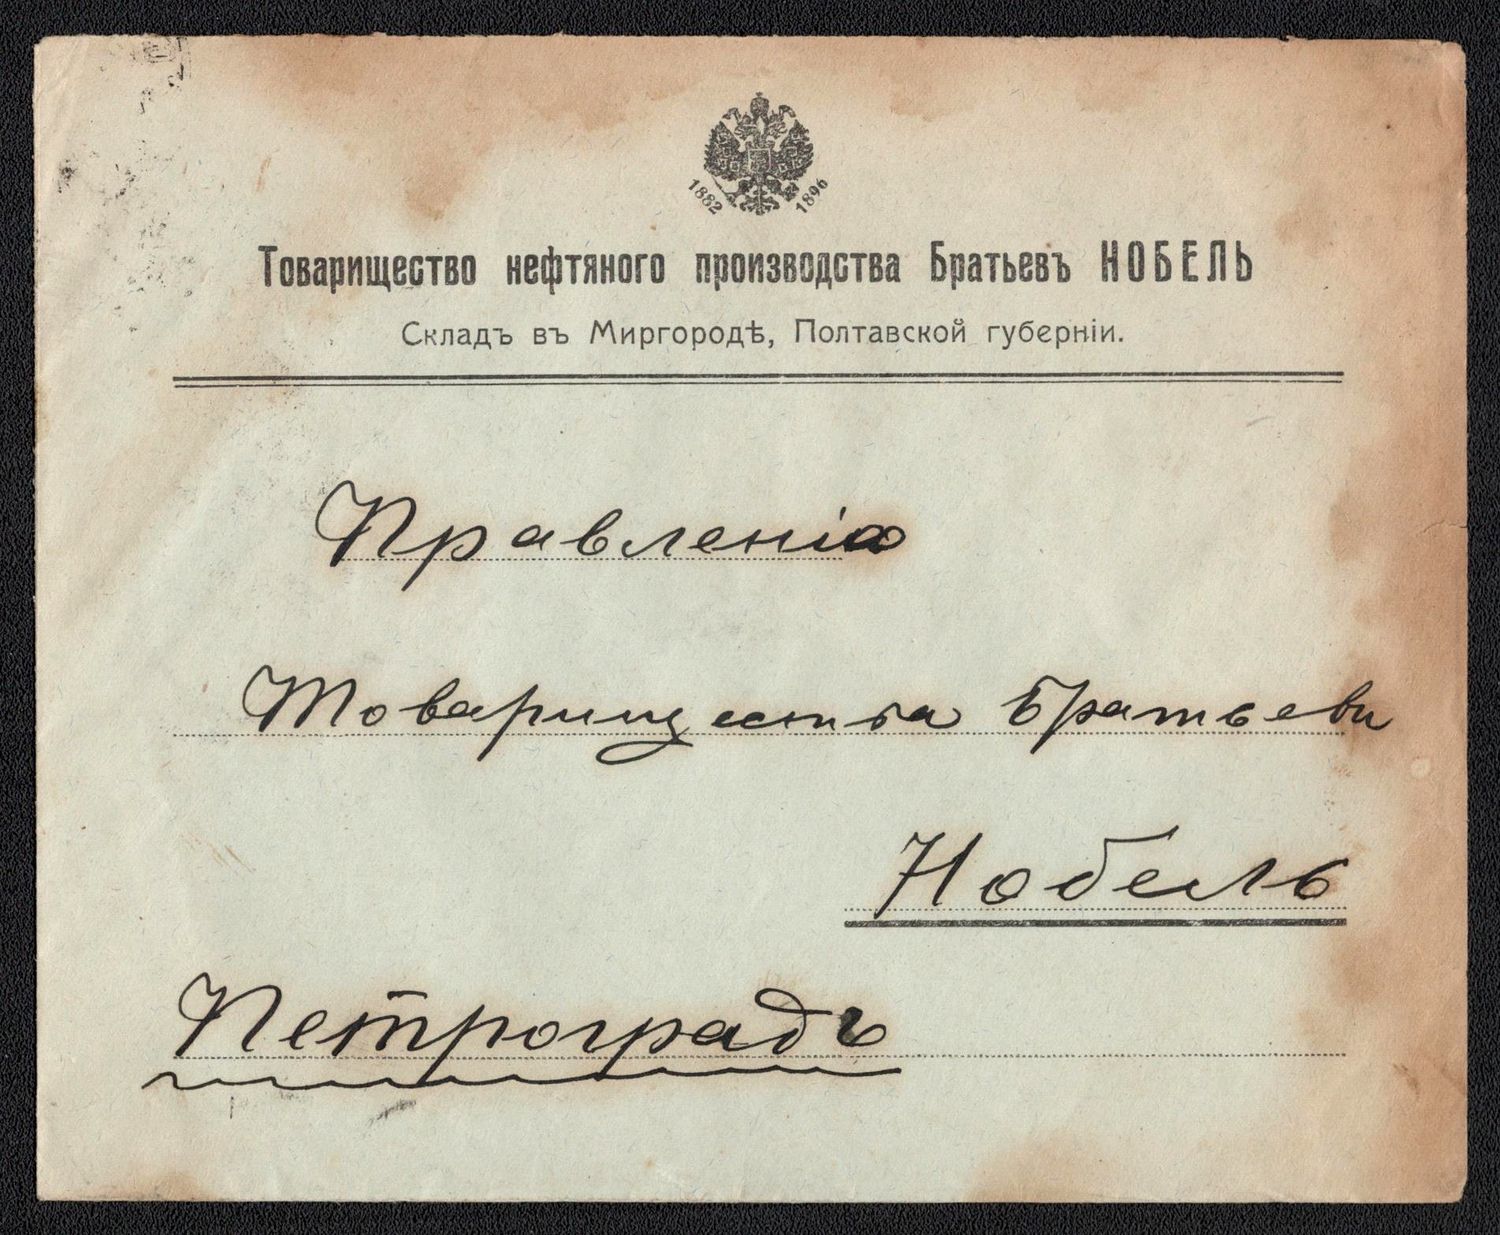 1882 1896
Товарищество нефтяного производства Братьевъ НОБЕЛЬ
Складъ въ Миргородѣ, Полтавской губерніи.
Правленію
Товарищества Братьевъ
Нобель
Петроградъ